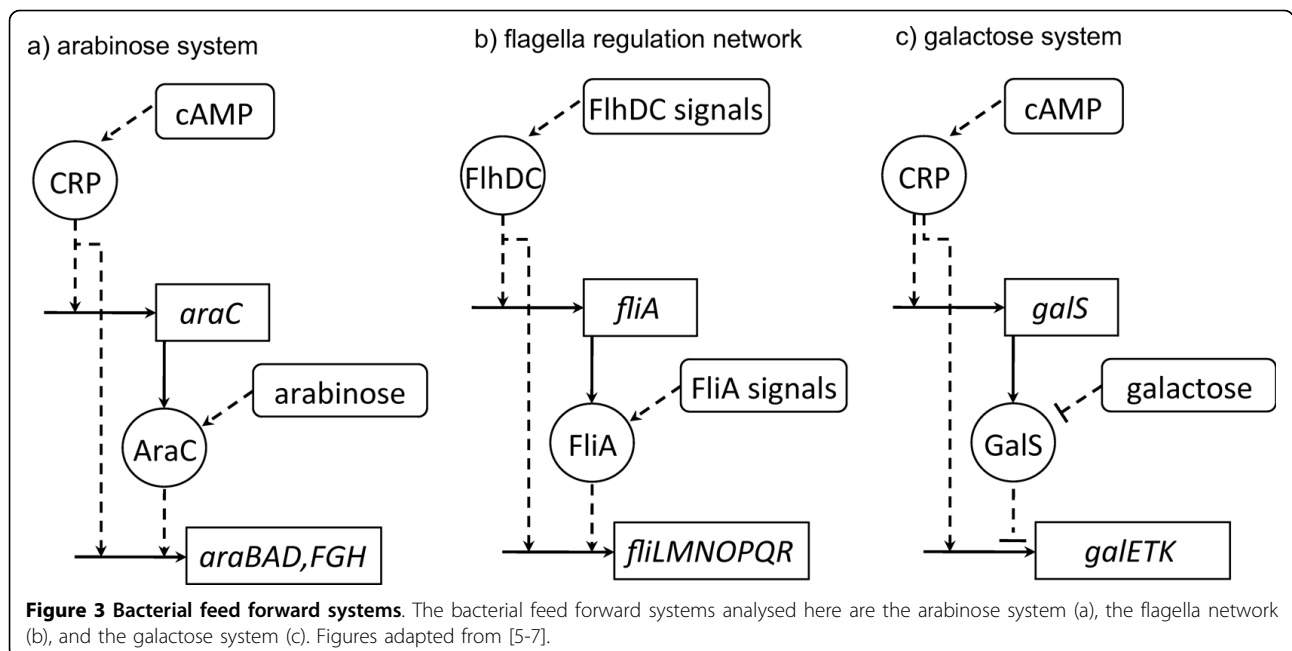 a) arabinose system
cAMP
CRP
araC
arabinose
AraC
araBAD,FGH
b) flagella regulation network
FlhDC signals
FlhDC
fliA
FliA signals
FliA
fliLMNOPQR
c) galactose system
cAMP
CRP
galS
galactose
GalS
galETK
Figure 3 Bacterial feed forward systems. The bacterial feed forward systems analysed here are the arabinose system (a), the flagella network
(b), and the galactose system (c). Figures adapted from [5-7].